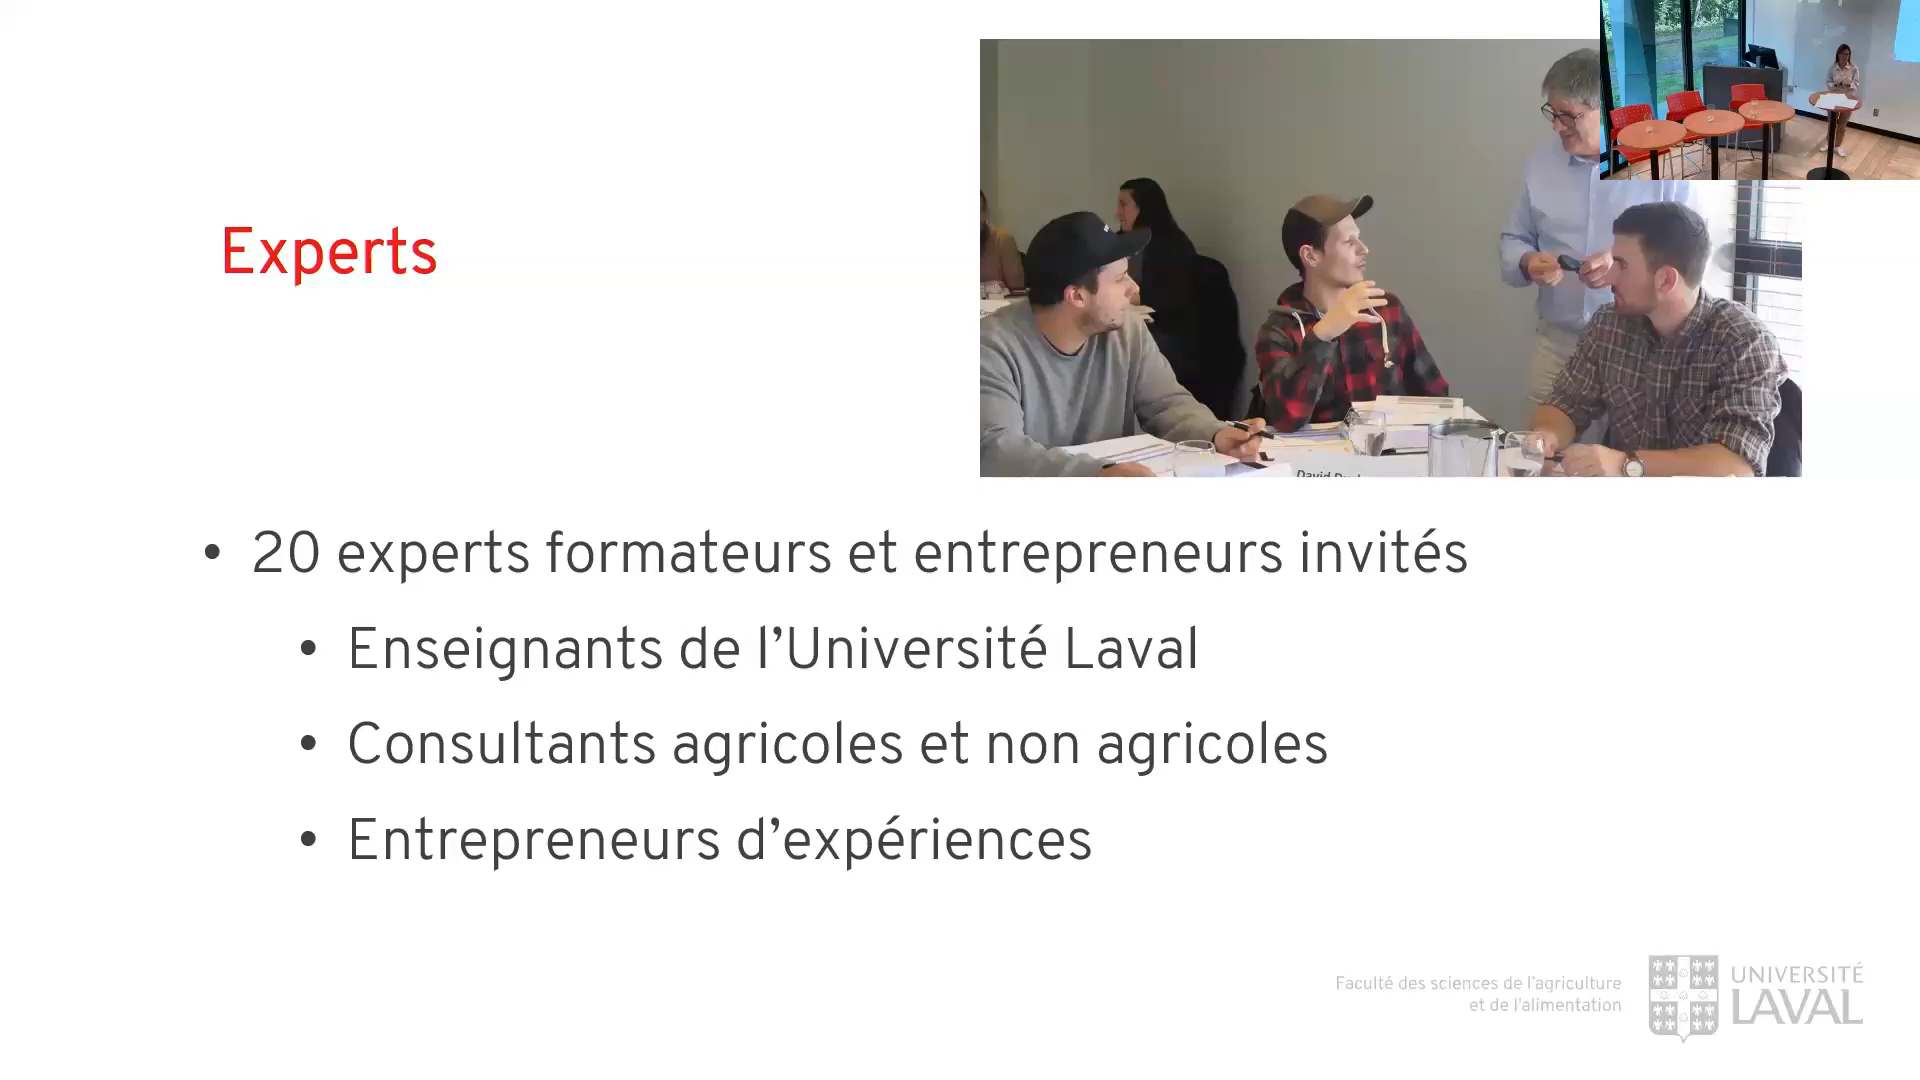 Experts
David
• 20 experts formateurs et entrepreneurs invités
• Enseignants de l’Université Laval
• Consultants agricoles et non agricoles
• Entrepreneurs d’expériences
Faculté des sciences de l’agriculture
et de l’alimentation
UNIVERSITÉ
LAVAL